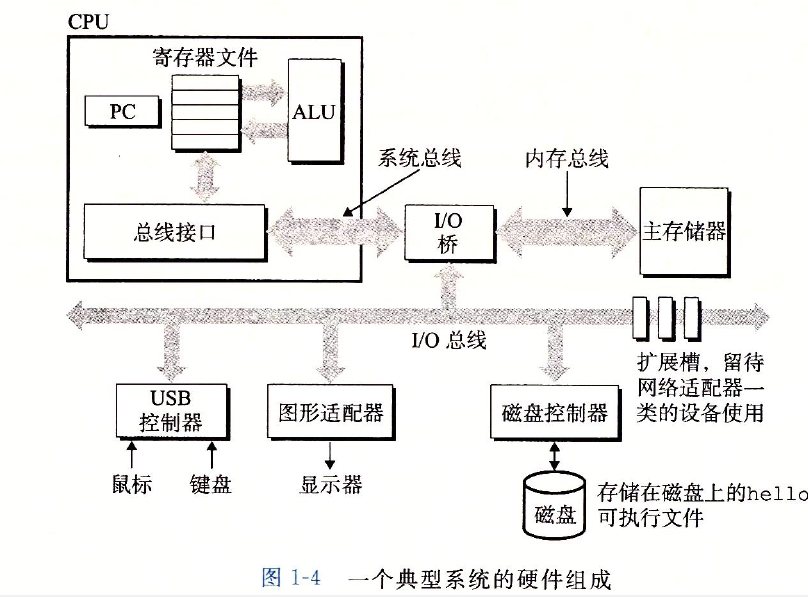 CPU
寄存器文件
PC
ALU
系统总线
内存总线
总线接口
I/O
桥
主存储器
I/O 总线
扩展槽，留待
网络适配器一
类的设备使用
USB
控制器
图形适配器
磁盘控制器
鼠标
键盘
显示器
磁盘
存储在磁盘上的hello
可执行文件
图 1-4 一个典型系统的硬件组成